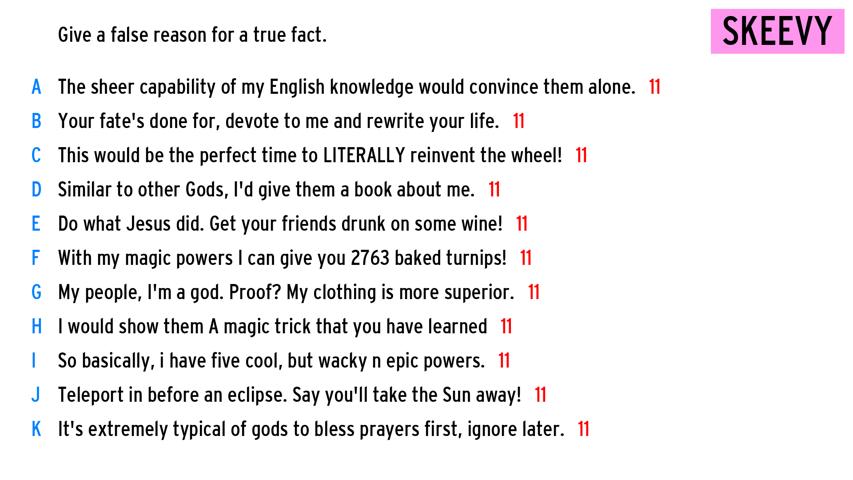 Give a false reason for a true fact.
SKEEVY
A The sheer capability of my English knowledge would convince them alone. 11
B Your fate's done for, devote to me and rewrite your life. 11
C This would be the perfect time to LITERALLY reinvent the wheel! 11
D Similar to other Gods, I'd give them a book about me. 11
E Do what Jesus did. Get your friends drunk on some wine! 11
F With my magic powers I can give you 2763 baked turnips! 11
G My people, I'm a god. Proof? My clothing is more superior. 11
H I would show them A magic trick that you have learned 11
I So basically, i have five cool, but wacky n epic powers. 11
J Teleport in before an eclipse. Say you'll take the Sun away! 11
K It's extremely typical of gods to bless prayers first, ignore later. 11